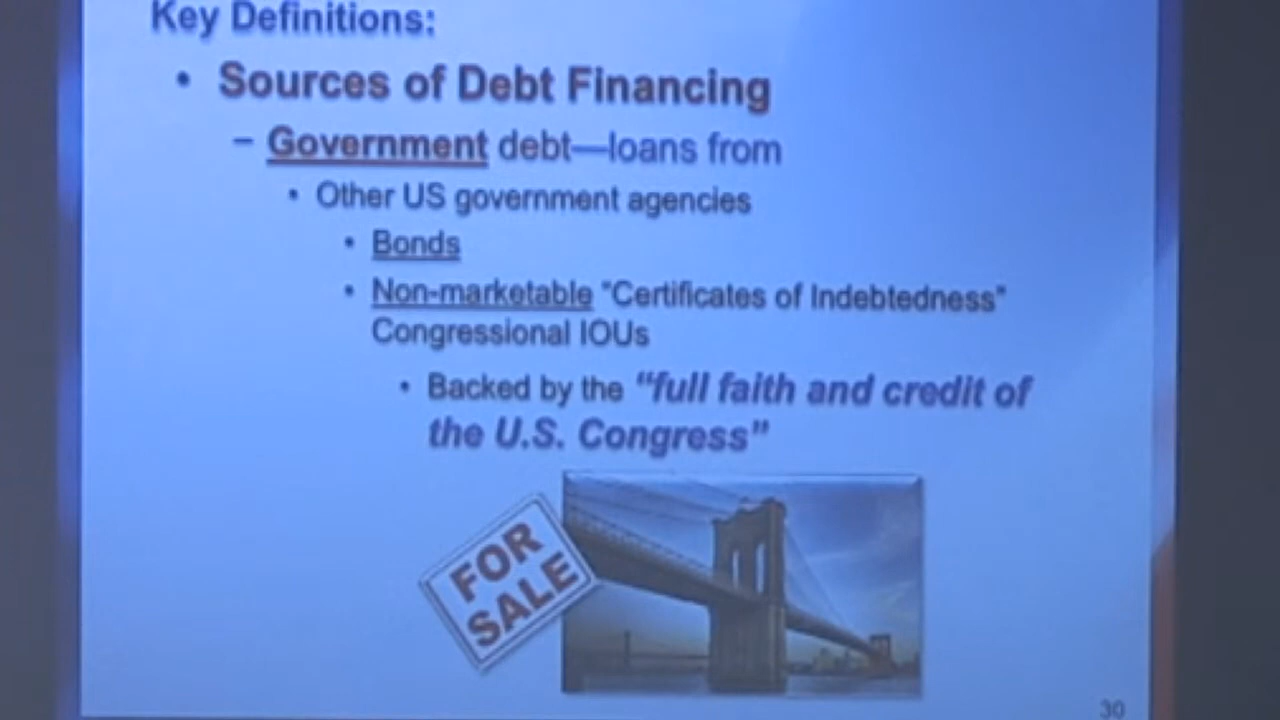 Key Definitions:
• Sources of Debt Financing
– Government debt—loans from
• Other US government agencies
• Bonds
• Non-marketable "Certificates of Indebtedness"
Congressional IOUs
• Backed by the “full faith and credit of
the U.S. Congress”
FOR
SALE
30